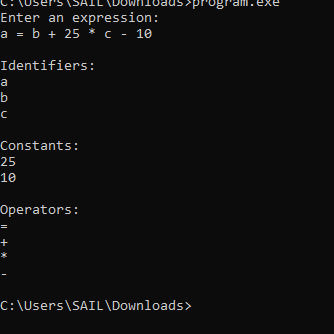 C:\Users\SAIL\Downloads>program.exe
Enter an expression:
a = b + 25 * c - 10
Identifiers:
a
b
c
Constants:
25
10
Operators:
=
+
*
-
C:\Users\SAIL\Downloads>